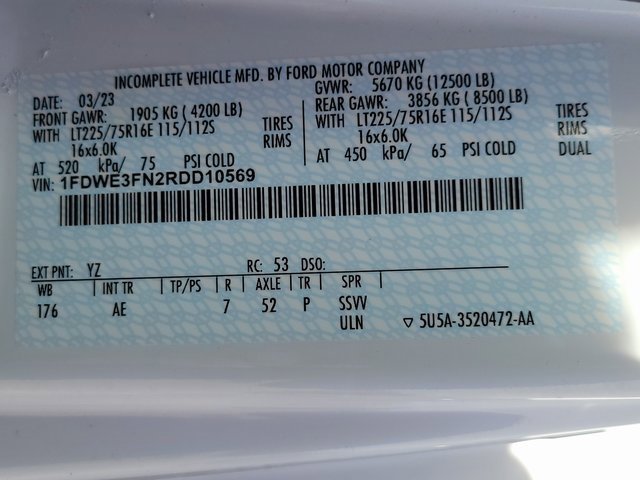 INCOMPLETE VEHICLE MFD. BY FORD MOTOR COMPANY
DATE: 03/23 GVWR: 5670 KG (12500 LB)
FRONT GAWR: 1905 KG ( 4200 LB) REAR GAWR: 3856 KG ( 8500 LB)
WITH LT225/75R16E 115/112S TIRES WITH LT225/75R16E 115/112S TIRES
16x6.0K RIMS 16x6.0K RIMS
AT 520 kPa/ 75 PSI COLD AT 450 kPa/ 65 PSI COLD DUAL
VIN: 1FDWE3FN2RDD10569
EXT PNT: YZ RC: 53 DSO:
WB INT TR TP/PS R AXLE TR SPR
176 AE 7 52 P SSVV
ULN ▽ 5U5A-3520472-AA